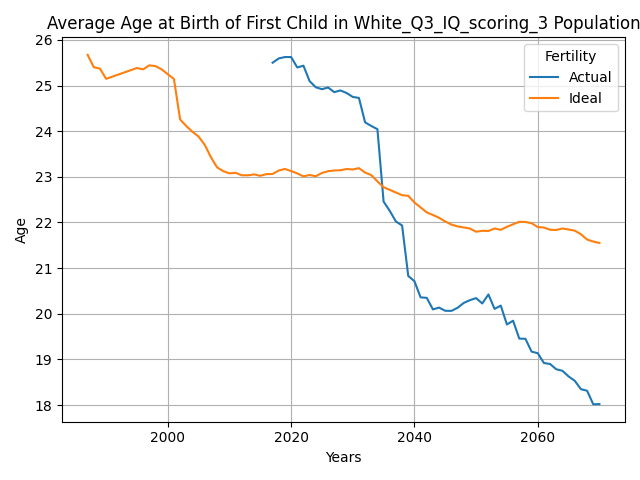 Average Age at Birth of First Child in White_Q3_IQ_scoring_3 Population
Fertility
Actual
Ideal
Age
26
25
24
23
22
21
20
19
18
2000 2020 2040 2060
Years